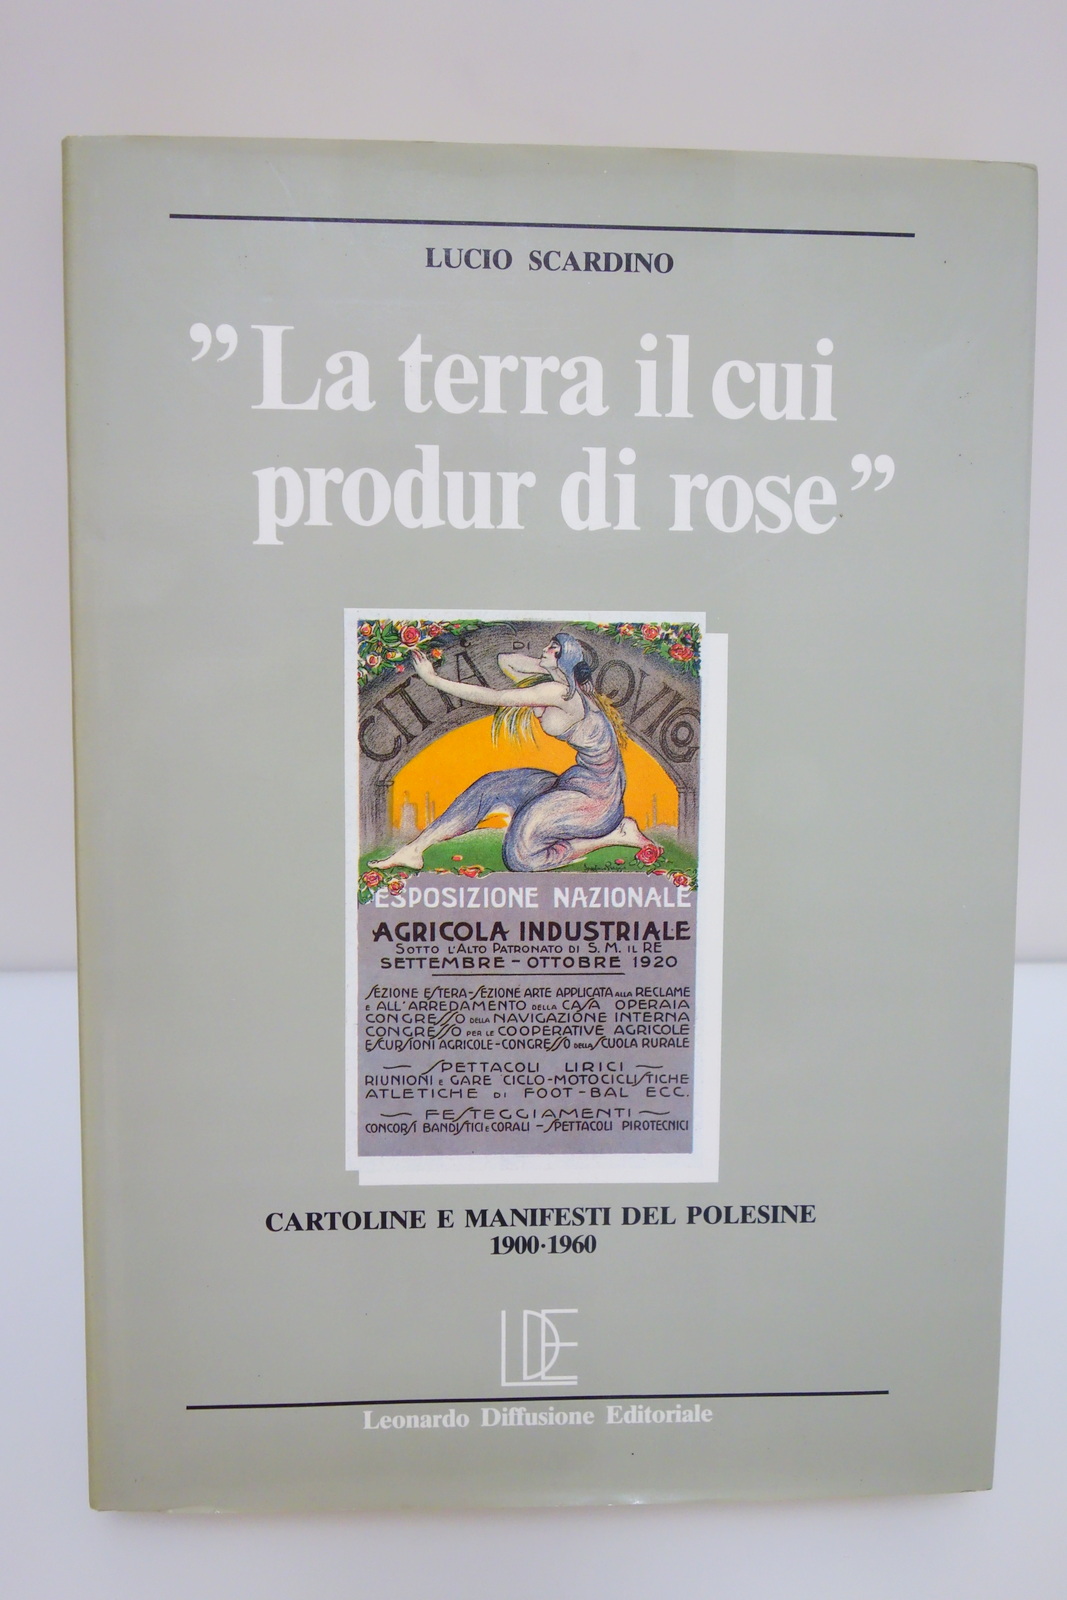 LUCIO SCARDINO
”La terra il cui
produr di rose”
CITTÀ DI ROVIGO
ESPOSIZIONE NAZIONALE
AGRICOLA INDUSTRIALE
SOTTO L'ALTO PATRONATO DI S. M. IL RE
SETTEMBRE - OTTOBRE 1920
SEZIONE ESTERA - SEZIONE ARTE APPLICATA ALLA RECLAME
E ALL'ARREDAMENTO DELLA CASA OPERAIA
CONGRESSO DELLA NAVIGAZIONE INTERNA
CONGRESSO PER LE COOPERATIVE AGRICOLE
ESCURSIONI AGRICOLE - CONGRESSO DELLA SCUOLA RURALE
SPETTACOLI LIRICI
RIUNIONI E GARE CICLO-MOTOCICLISTICHE
ATLETICHE DI FOOT-BAL ECC.
FESTEGGIAMENTI
CONCORSI BANDISTICI E CORALI - SPETTACOLI PIROTECNICI
CARTOLINE E MANIFESTI DEL POLESINE
1900·1960
LDE
Leonardo Diffusione Editoriale